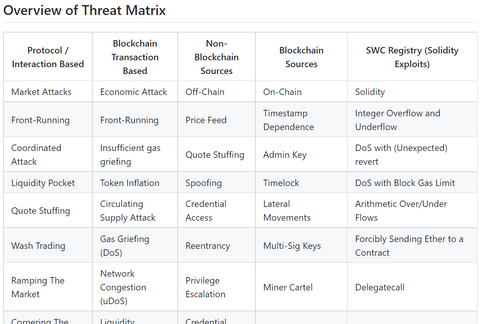 Overview of Threat Matrix
Protocol / Interaction Based | Blockchain Transaction Based | Non-Blockchain Sources | Blockchain Sources | SWC Registry (Solidity Exploits)
Market Attacks | Economic Attack | Off-Chain | On-Chain | Solidity
Front-Running | Front-Running | Price Feed | Timestamp Dependence | Integer Overflow and Underflow
Coordinated Attack | Insufficient gas griefing | Quote Stuffing | Admin Key | DoS with (Unexpected) revert
Liquidity Pocket | Token Inflation | Spoofing | Timelock | DoS with Block Gas Limit
Quote Stuffing | Circulating Supply Attack | Credential Access | Lateral Movements | Arithmetic Over/Under Flows
Wash Trading | Gas Griefing (DoS) | Reentrancy | Multi-Sig Keys | Forcibly Sending Ether to a Contract
Ramping The Market | Network Congestion (uDoS) | Privilege Escalation | Miner Cartel | Delegatecall
Cornering The | Liquidity | Credential